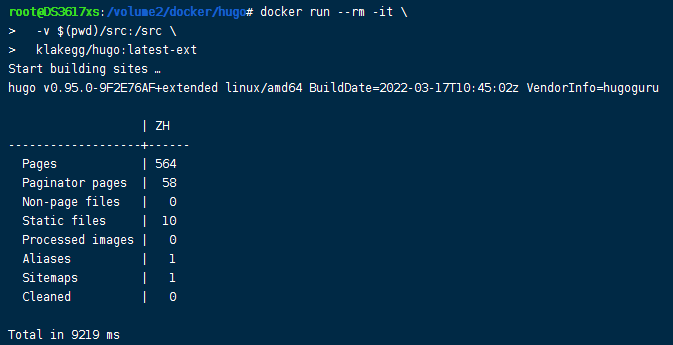 root@DS3617xs:/volume2/docker/hugo# docker run --rm -it \
>   -v $(pwd)/src:/src \
>   klakegg/hugo:latest-ext
Start building sites …
hugo v0.95.0-9F2E76AF+extended linux/amd64 BuildDate=2022-03-17T10:45:02z VendorInfo=hugoguru
                   | ZH
-------------------+------
  Pages            | 564
  Paginator pages  |  58
  Non-page files   |   0
  Static files     |  10
  Processed images |   0
  Aliases          |   1
  Sitemaps         |   1
  Cleaned          |   0
Total in 9219 ms